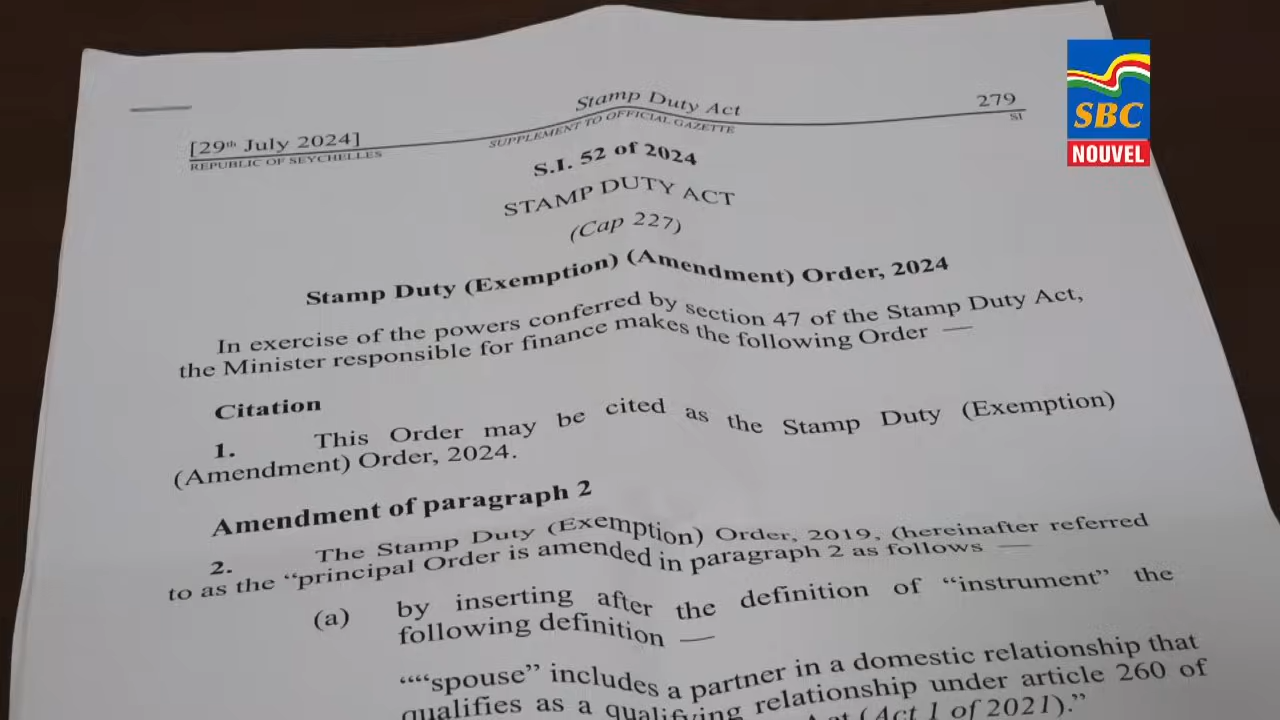 Stamp Duty Act
279
[29th July 2024]
SI
REPUBLIC OF SEYCHELLES
SUPPLEMENT TO OFFICIAL GAZETTE
SBC
NOUVEL
S.I. 52 of 2024
STAMP DUTY ACT
(Cap 227)
Stamp Duty (Exemption) (Amendment) Order, 2024
In exercise of the powers conferred by section 47 of the Stamp Duty Act,
the Minister responsible for finance makes the following Order —
Citation
1. This Order may be cited as the Stamp Duty (Exemption)
(Amendment) Order, 2024.
Amendment of paragraph 2
2. The Stamp Duty (Exemption) Order, 2019, (hereinafter referred
to as the “principal Order is amended in paragraph 2 as follows —
(a) by inserting after the definition of “instrument” the
following definition —
““spouse” includes a partner in a domestic relationship that
qualifies as a qualifying relationship under article 260 of
Act (Act 1 of 2021).”